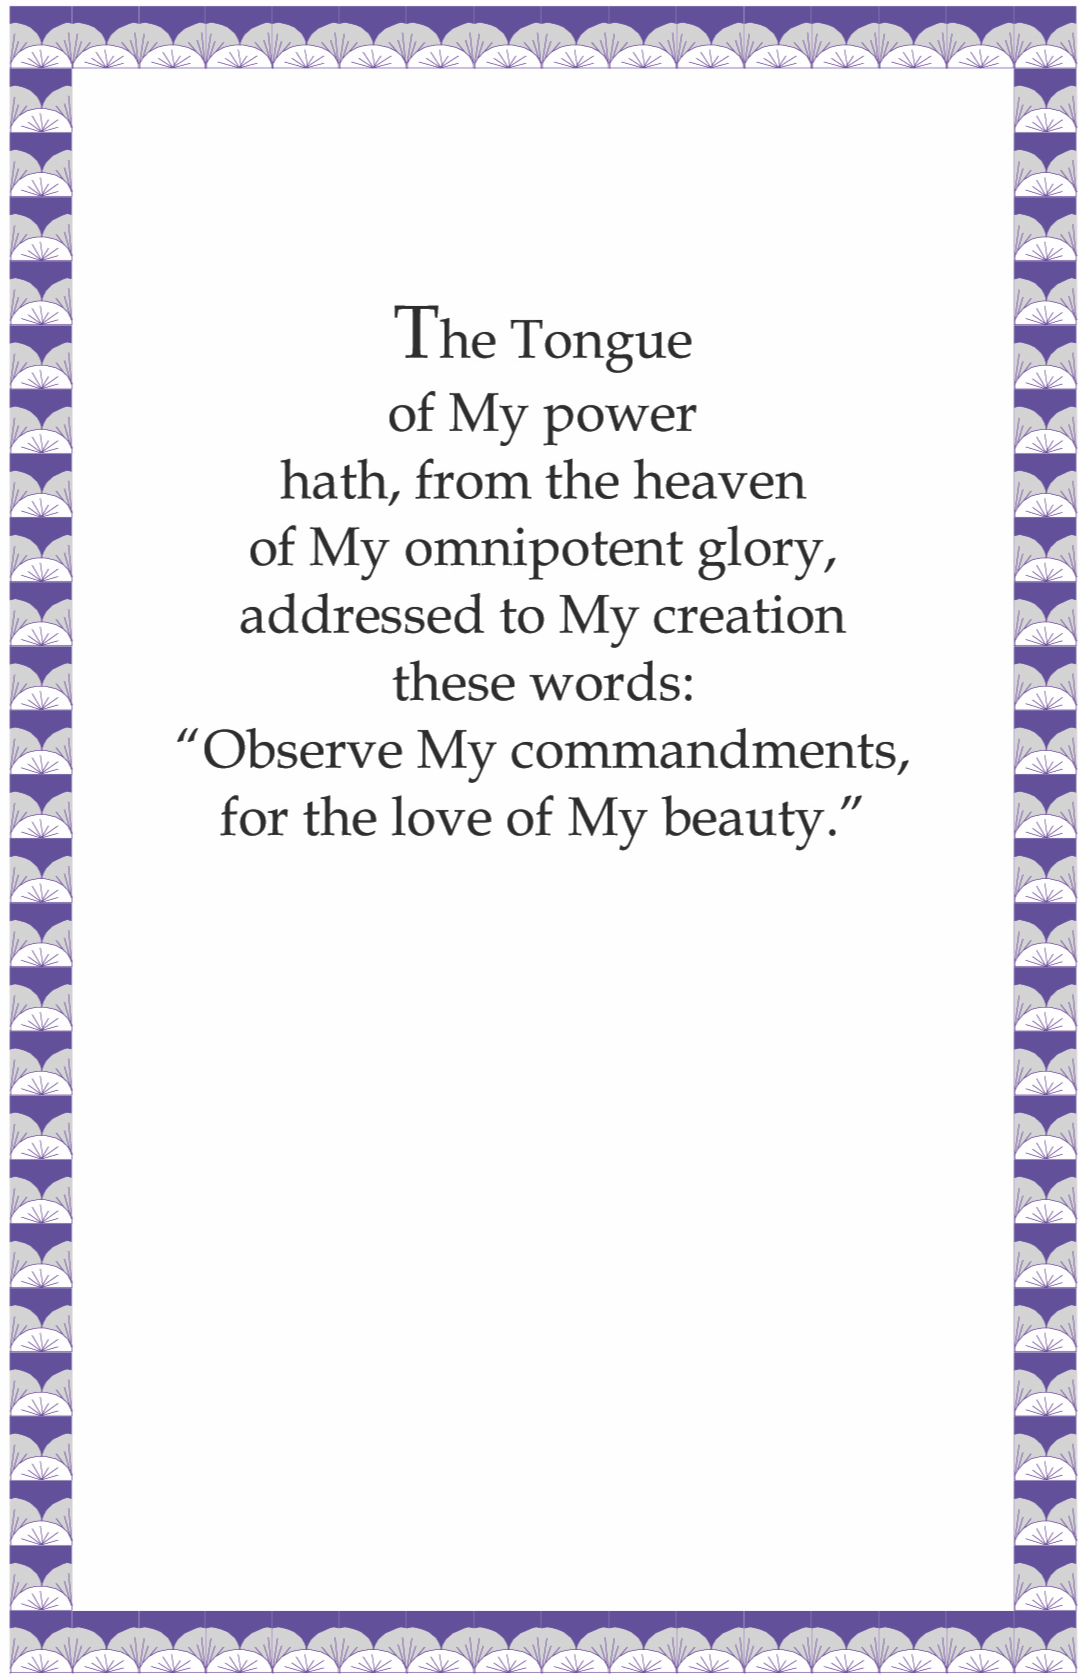 The Tongue
of My power
hath, from the heaven
of My omnipotent glory,
addressed to My creation
these words:
“Observe My commandments,
for the love of My beauty.”